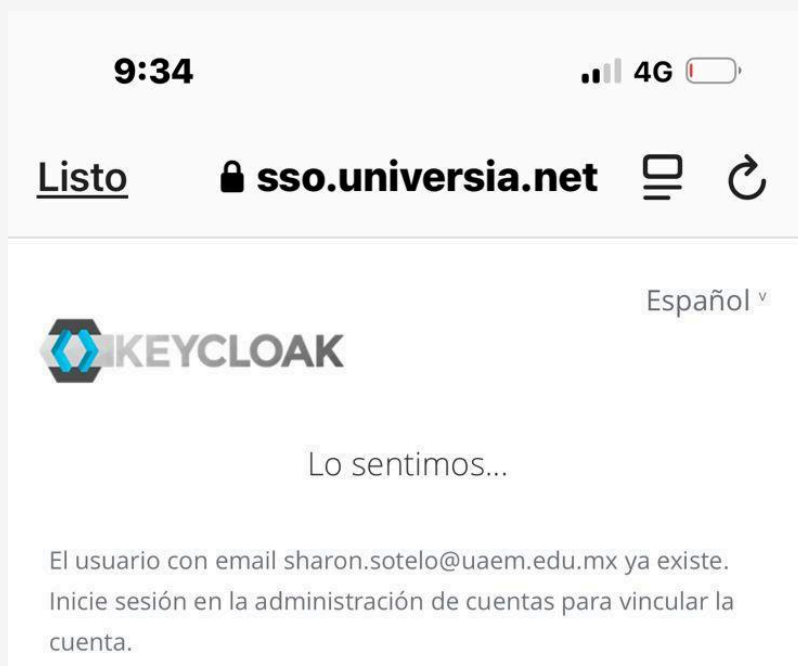 9:34 4G
Listo sso.universia.net
Español v
KEYCLOAK
Lo sentimos...
El usuario con email sharon.sotelo@uaem.edu.mx ya existe.
Inicie sesión en la administración de cuentas para vincular la
cuenta.